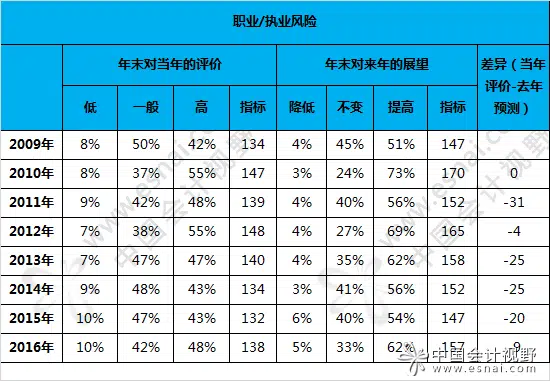 职业/执业风险
年末对当年的评价 年末对来年的展望 差异（当年评价-去年预测）
低 一般 高 指标 降低 不变 提高 指标
2009年 8% 50% 42% 134 4% 45% 51% 147
2010年 8% 37% 55% 147 3% 24% 73% 170 0
2011年 9% 42% 48% 139 4% 40% 56% 152 -31
2012年 7% 38% 55% 148 4% 27% 69% 165 -4
2013年 7% 47% 47% 140 4% 35% 62% 158 -25
2014年 9% 48% 43% 134 3% 41% 56% 152 -25
2015年 10% 47% 43% 132 6% 40% 54% 147 -20
2016年 10% 42% 48% 138 5% 33% 62% 157 -9
中国会计视野
www.esnai.com